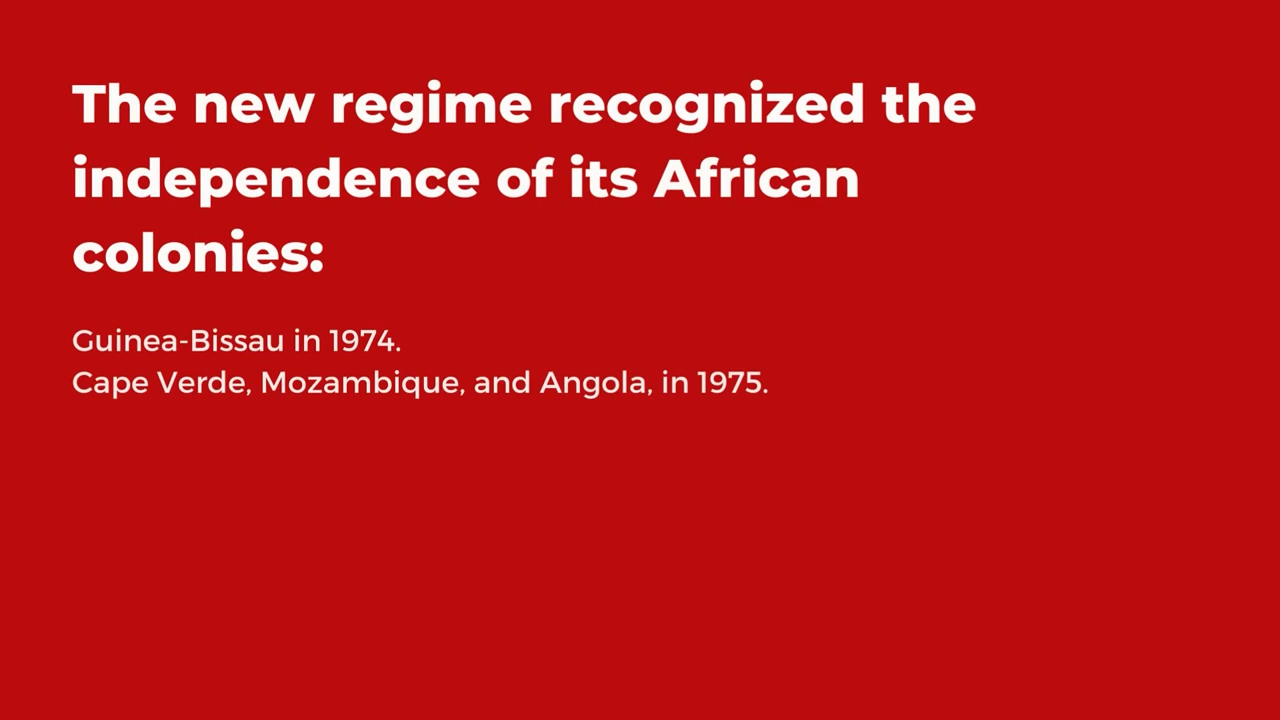 The new regime recognized the
independence of its African
colonies:
Guinea-Bissau in 1974.
Cape Verde, Mozambique, and Angola, in 1975.